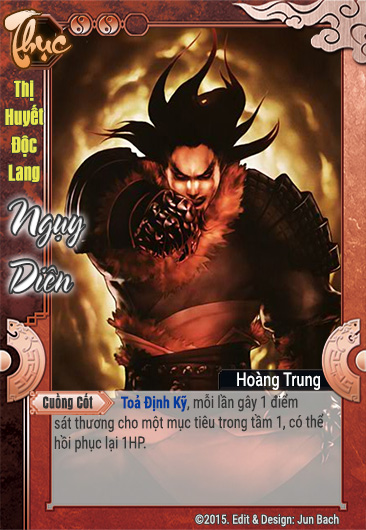 Thục
Thị
Huyết
Độc
Lang
Ngụy
Diên
Hoàng Trung
Cuồng Cốt
Toả Định Kỹ, mỗi lần gây 1 điểm
sát thương cho một mục tiêu trong tầm 1, có thể
hồi phục lại 1HP.
©2015. Edit & Design: Jun Bach